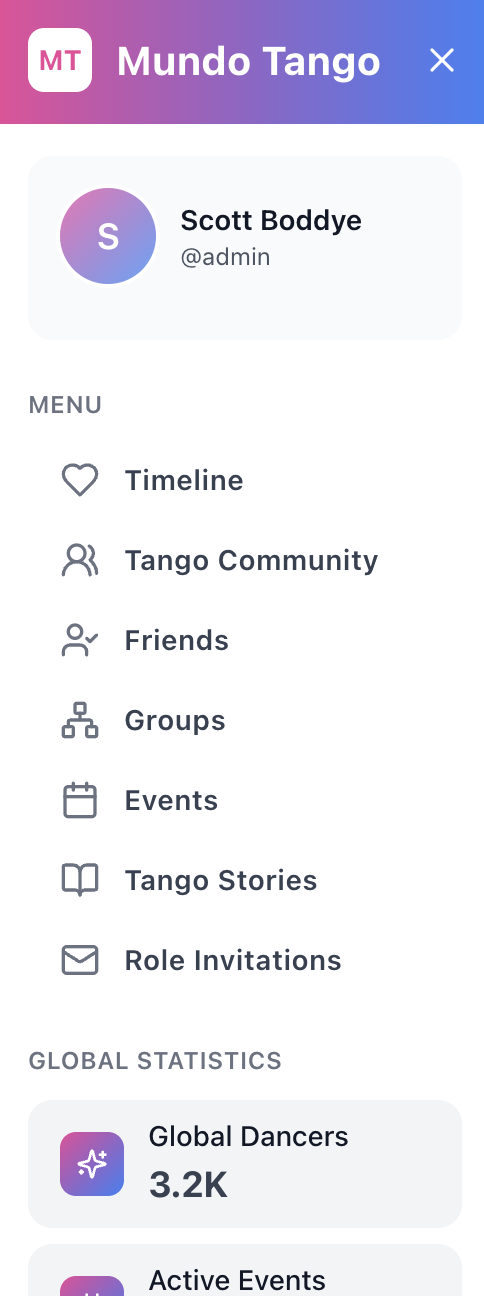 MT Mundo Tango
S
Scott Boddye
@admin
MENU
Timeline
Tango Community
Friends
Groups
Events
Tango Stories
Role Invitations
GLOBAL STATISTICS
Global Dancers
3.2K
Active Events